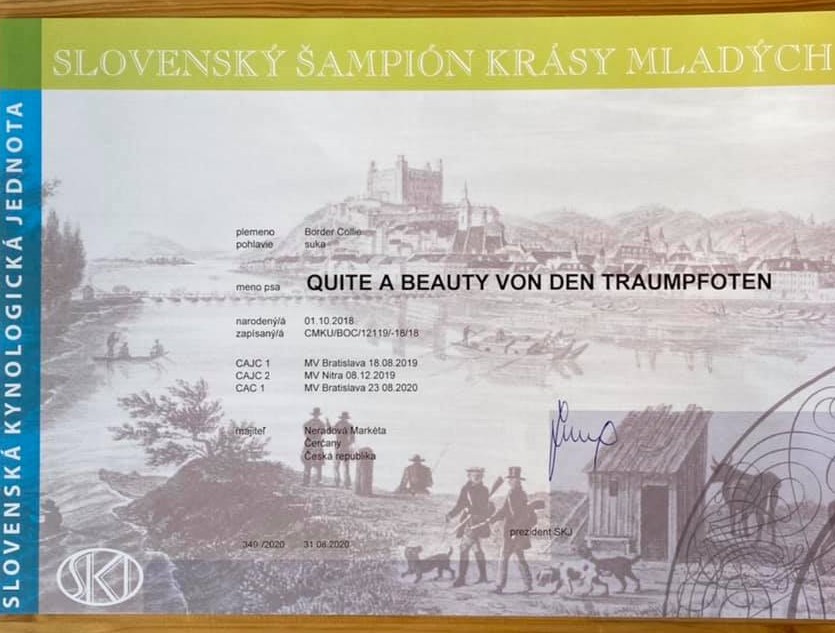 SLOVENSKÝ ŠAMPIÓN KRÁSY MLADÝCH
SLOVENSKÁ KYNOLOGICKÁ JEDNOTA
plemeno Border Collie
pohlavie suka
meno psa QUITE A BEAUTY VON DEN TRAUMPFOTEN
narodený/á 01.10.2018
zapísaný/á CMKU/BOC/12119/-18/18
CAJC 1 MV Bratislava 18.08.2019
CAJC 2 MV Nitra 08.12.2019
CAC 1 MV Bratislava 23 08.2020
majiteľ Neradová Markéta
Čerčany
Česká republika
prezident SKJ
349 /2020 31 08.2020
SKJ